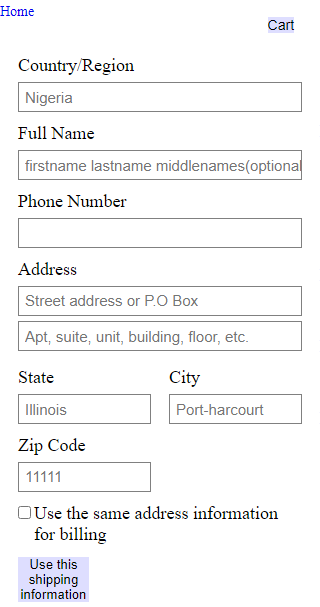 Home
Cart
Country/Region
Nigeria
Full Name
firstname lastname middlenames(optional
Phone Number
Address
Street address or P.O Box
Apt, suite, unit, building, floor, etc.
State City
Illinois Port-harcourt
Zip Code
11111
Use the same address information
for billing
Use this
shipping
information